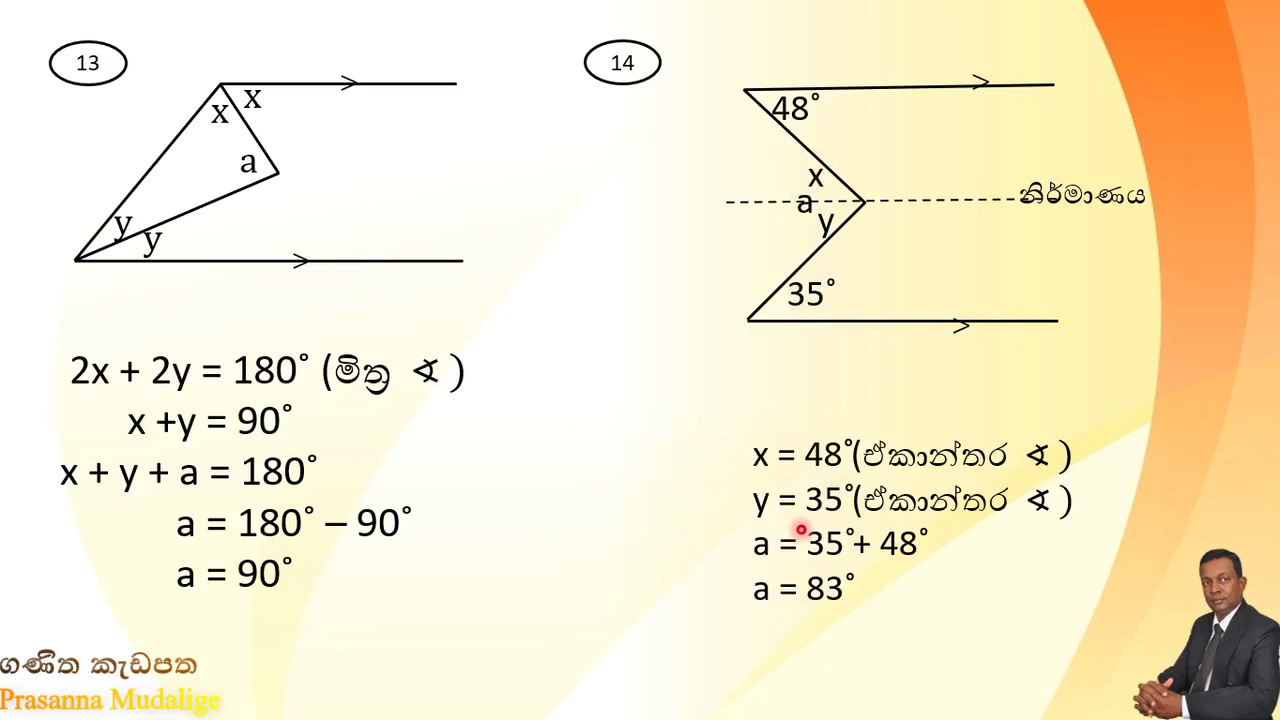 13
x
x
a
y
y
2x + 2y = 180° (මිත්‍ර ∢ )
x +y = 90°
x + y + a = 180°
a = 180° – 90°
a = 90°
14
48°
x
a
නිර්මාණය
y
35°
x = 48°(ඒකාන්තර ∢ )
y = 35°(ඒකාන්තර ∢ )
a = 35°+ 48°
a = 83°
ගණිත කැඩපත
Prasanna Mudalige